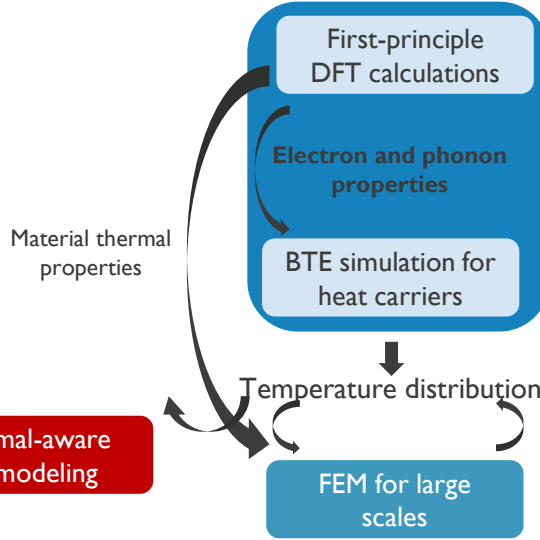 First-principle
DFT calculations
Electron and phonon
properties
Material thermal
properties
BTE simulation for
heat carriers
Temperature distribution
mal-aware
modeling
FEM for large
scales